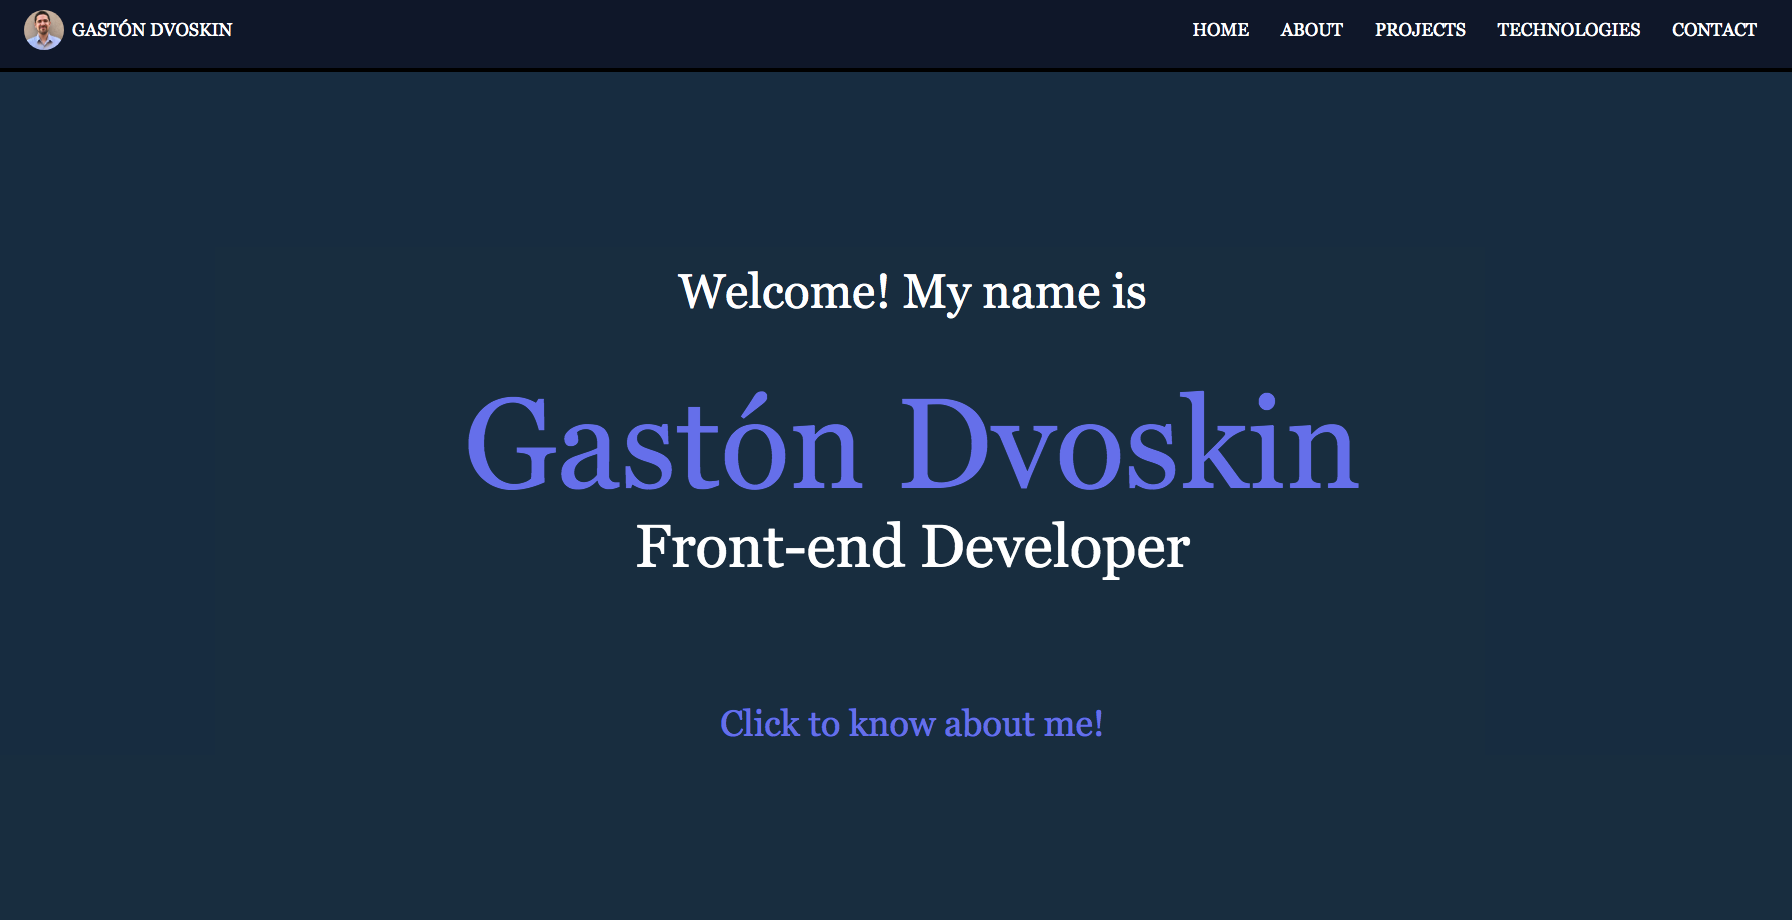 GASTÓN DVOSKIN
HOME ABOUT PROJECTS TECHNOLOGIES CONTACT
Welcome! My name is
Gastón Dvoskin
Front-end Developer
Click to know about me!